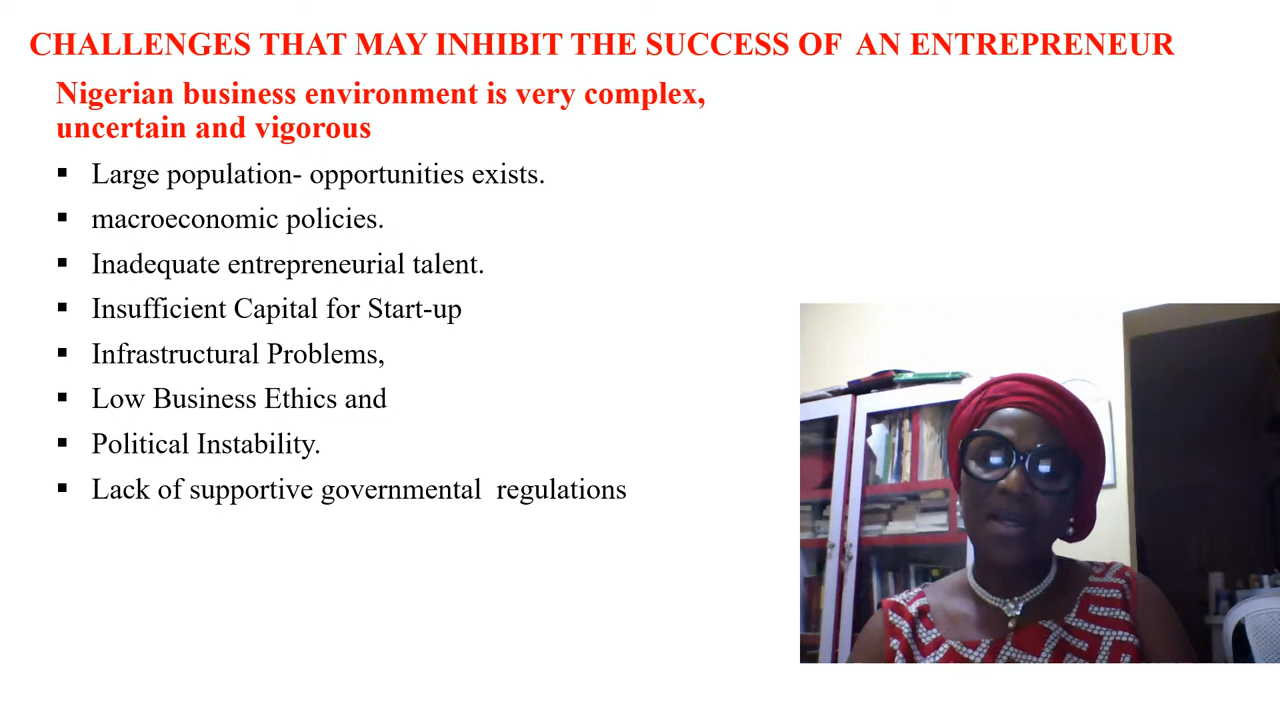 CHALLENGES THAT MAY INHIBIT THE SUCCESS OF AN ENTREPRENEUR
Nigerian business environment is very complex,
uncertain and vigorous
▪ Large population- opportunities exists.
▪ macroeconomic policies.
▪ Inadequate entrepreneurial talent.
▪ Insufficient Capital for Start-up
▪ Infrastructural Problems,
▪ Low Business Ethics and
▪ Political Instability.
▪ Lack of supportive governmental regulations